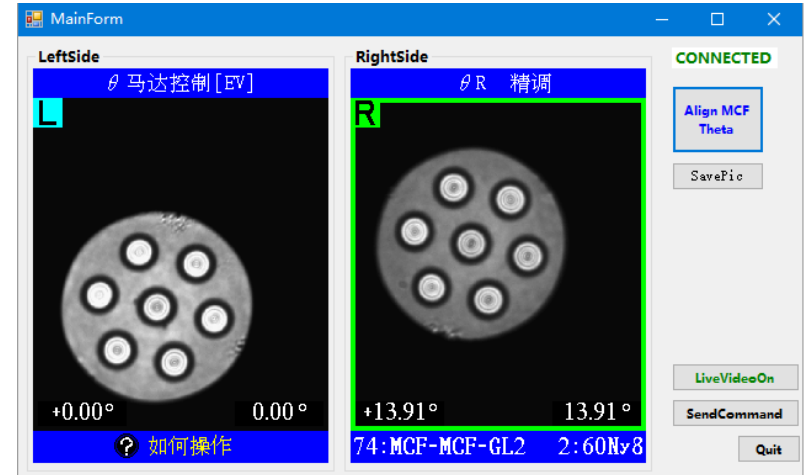 MainForm
LeftSide
θ马达控制[EV]
L
+0.00° 0.00°
? 如何操作
RightSide
θR 精调
R
+13.91° 13.91°
74:MCF-MCF-GL2 2:60Ny8
CONNECTED
Align MCF
Theta
SavePic
LiveVideoOn
SendCommand
Quit